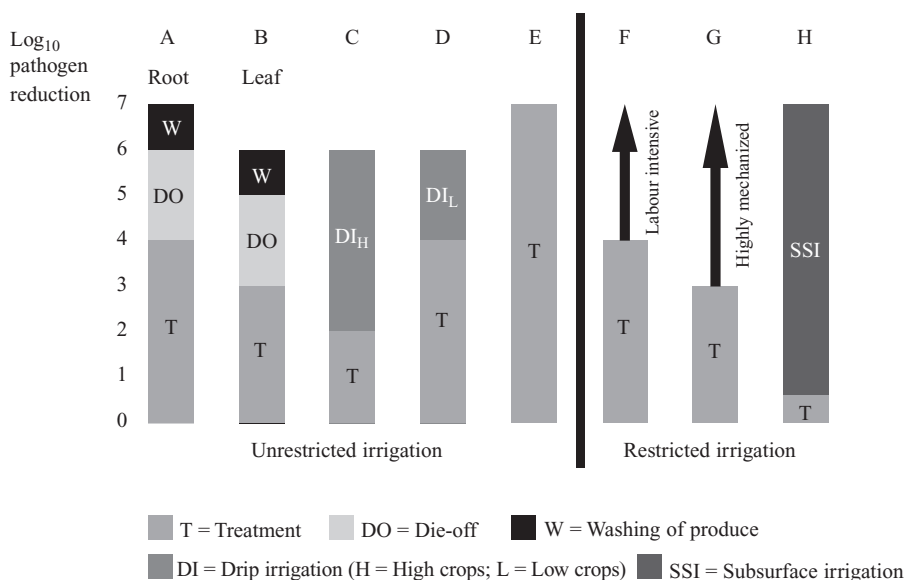 Log10
pathogen
reduction
A B C D E F G H
Root Leaf
7
6
5
4
3
2
1
0
W
DO
T
W
DO
T
DIH
T
DIL
T
T
Labour intensive
T
Highly mechanized
T
SSI
T
Unrestricted irrigation Restricted irrigation
T = Treatment DO = Die-off W = Washing of produce
DI = Drip irrigation (H = High crops; L = Low crops) SSI = Subsurface irrigation